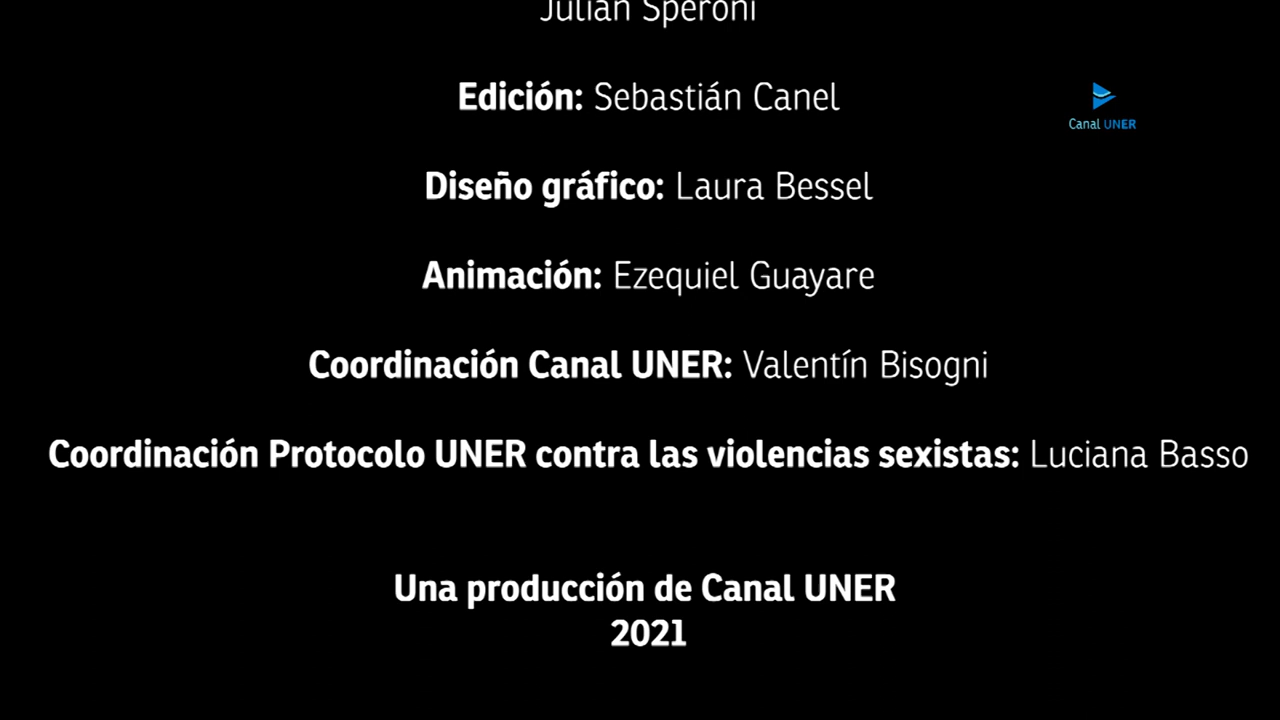 Julián Speroni
Edición: Sebastián Canel
Canal UNER
Diseño gráfico: Laura Bessel
Animación: Ezequiel Guayare
Coordinación Canal UNER: Valentín Bisogni
Coordinación Protocolo UNER contra las violencias sexistas: Luciana Basso
Una producción de Canal UNER
2021